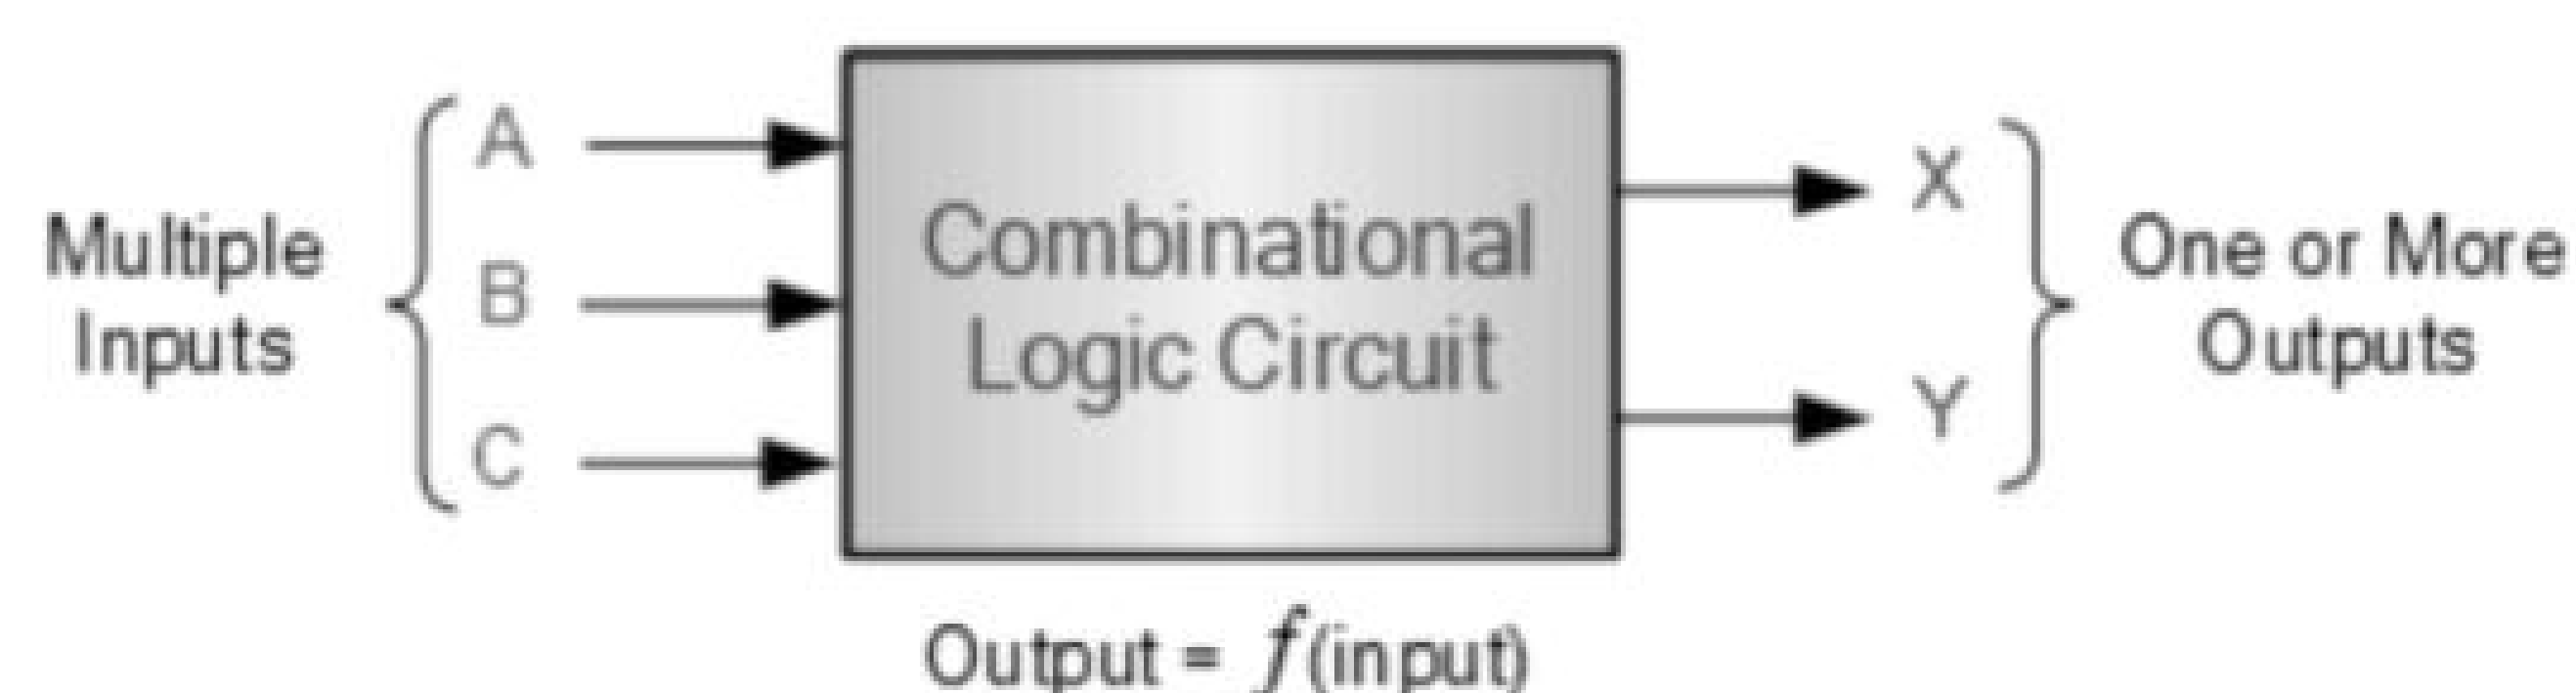 Multiple
Inputs
A
B
C
Combinational
Logic Circuit
X
Y
One or More
Outputs
Output = f(input)